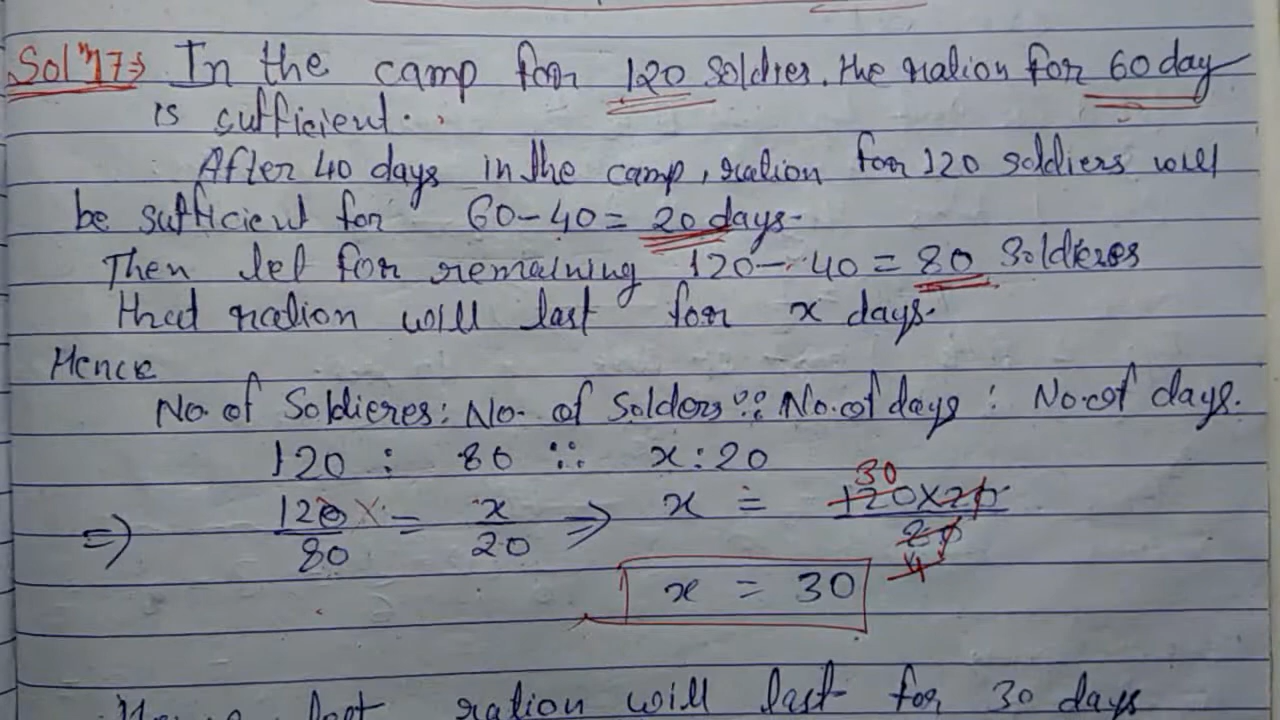 Solⁿ 17⇒ In the camp for 120 soldier. the ration for 60 day
is sufficient.
After 40 days in the camp, ration for 120 soldiers will
be sufficient for 60-40= 20 days.
Then let for remaining 120-40 = 80 Soldieres
that ration will last for x days.
Hence
No. of Soldieres : No. of Solders :: No. of days : No. of days.
120 : 80 :: x : 20
⇒ 120/80 = x/20 ⇒ x = 120×20/80
30
4
x = 30
ration will last for 30 days